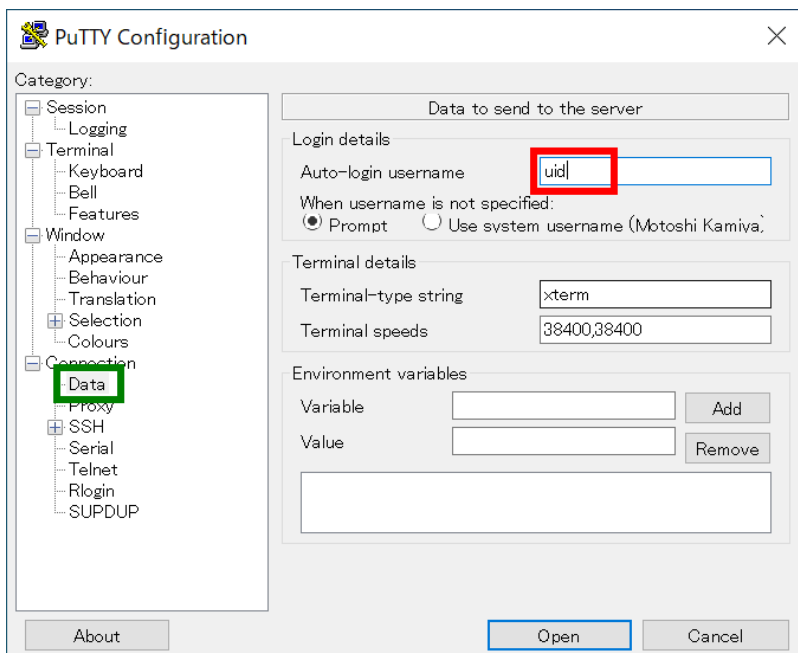 PuTTY Configuration
Category:
Session
Logging
Terminal
Keyboard
Bell
Features
Window
Appearance
Behaviour
Translation
Selection
Colours
Connection
Data
Proxy
SSH
Serial
Telnet
Rlogin
SUPDUP
Data to send to the server
Login details
Auto-login username uid
When username is not specified:
Prompt Use system username (Motoshi Kamiya)
Terminal details
Terminal-type string xterm
Terminal speeds 38400,38400
Environment variables
Variable Add
Value Remove
About Open Cancel